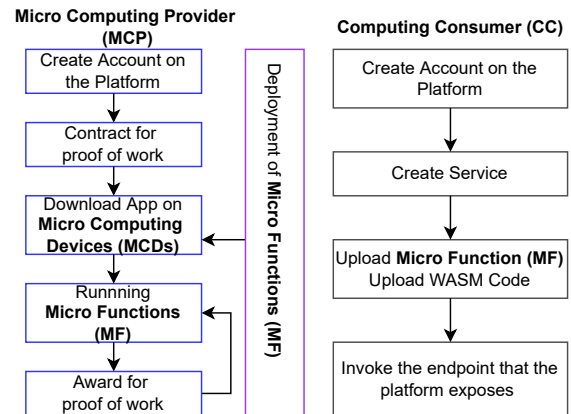 Micro Computing Provider
(MCP)
Create Account on
the Platform
Contract for
proof of work
Download App on
Micro Computing
Devices (MCDs)
Runnning
Micro Functions
(MF)
Award for
proof of work
Deployment of Micro Functions (MF)
Computing Consumer (CC)
Create Account on the
Platform
Create Service
Upload Micro Function (MF)
Upload WASM Code
Invoke the endpoint that the
platform exposes